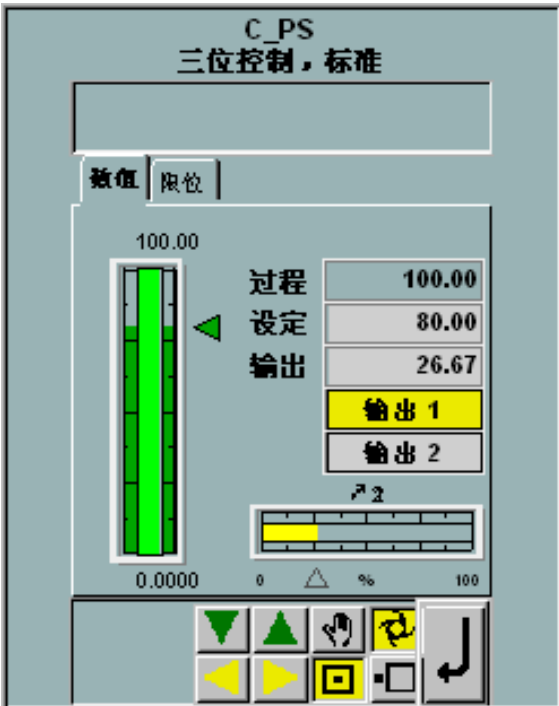 C_PS
三位控制，标准
数值 限位
100.00
过程 100.00
设定 80.00
输出 26.67
输出 1
输出 2
2
0.0000
0 % 100